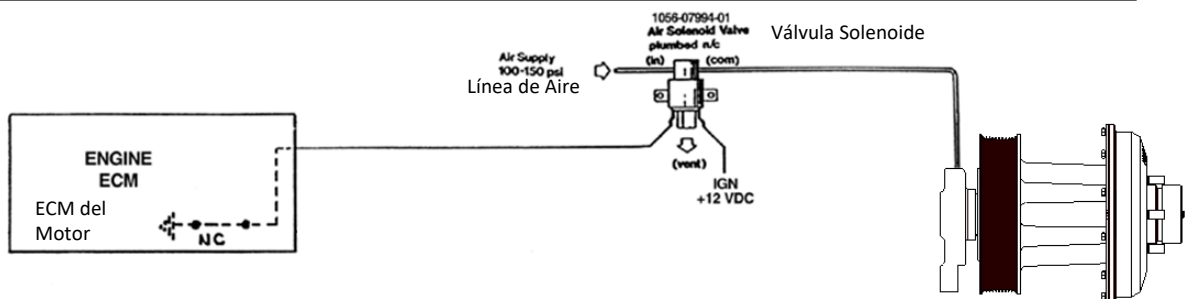 1056-07994-01
Air Solenoid Valve
plumbed n/c
(in) (com)
Válvula Solenoide
Air Supply
100-150 psi
Línea de Aire
ENGINE
ECM
ECM del
Motor
NC
(vent)
IGN
+12 VDC